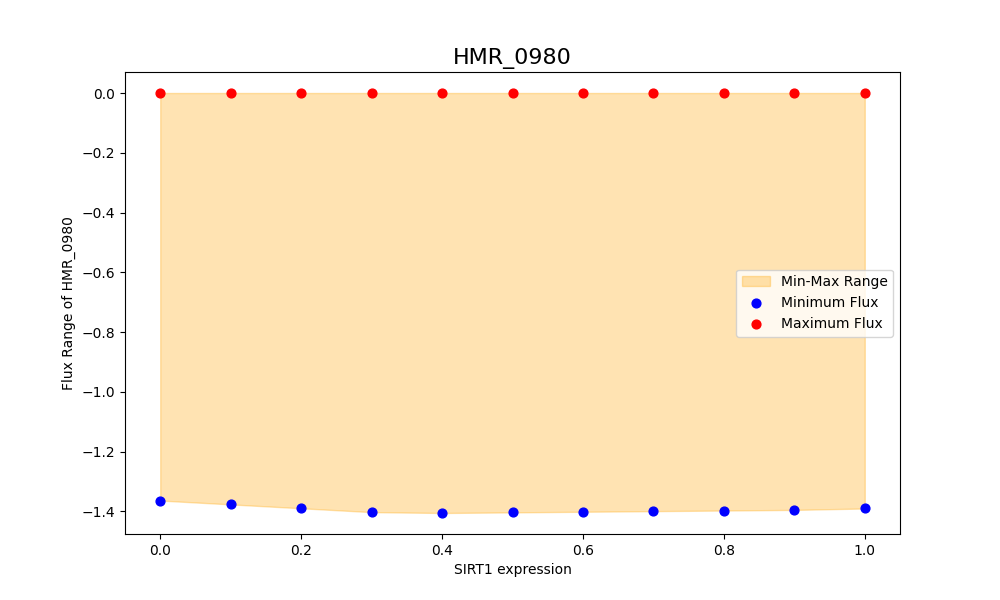 HMR_0980
Flux Range of HMR_0980
0.0
−0.2
−0.4
−0.6
−0.8
−1.0
−1.2
−1.4
Min-Max Range
Minimum Flux
Maximum Flux
0.0 0.2 0.4 0.6 0.8 1.0
SIRT1 expression